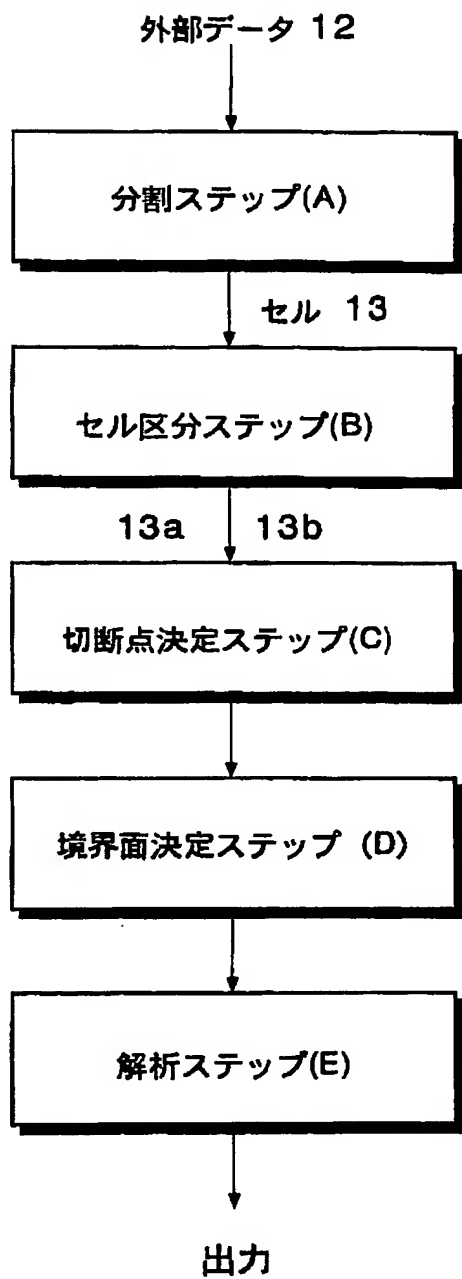 外部データ 12
分割ステップ(A)
セル 13
セル区分ステップ(B)
13a 13b
切断点決定ステップ(C)
境界面決定ステップ (D)
解析ステップ(E)
出力